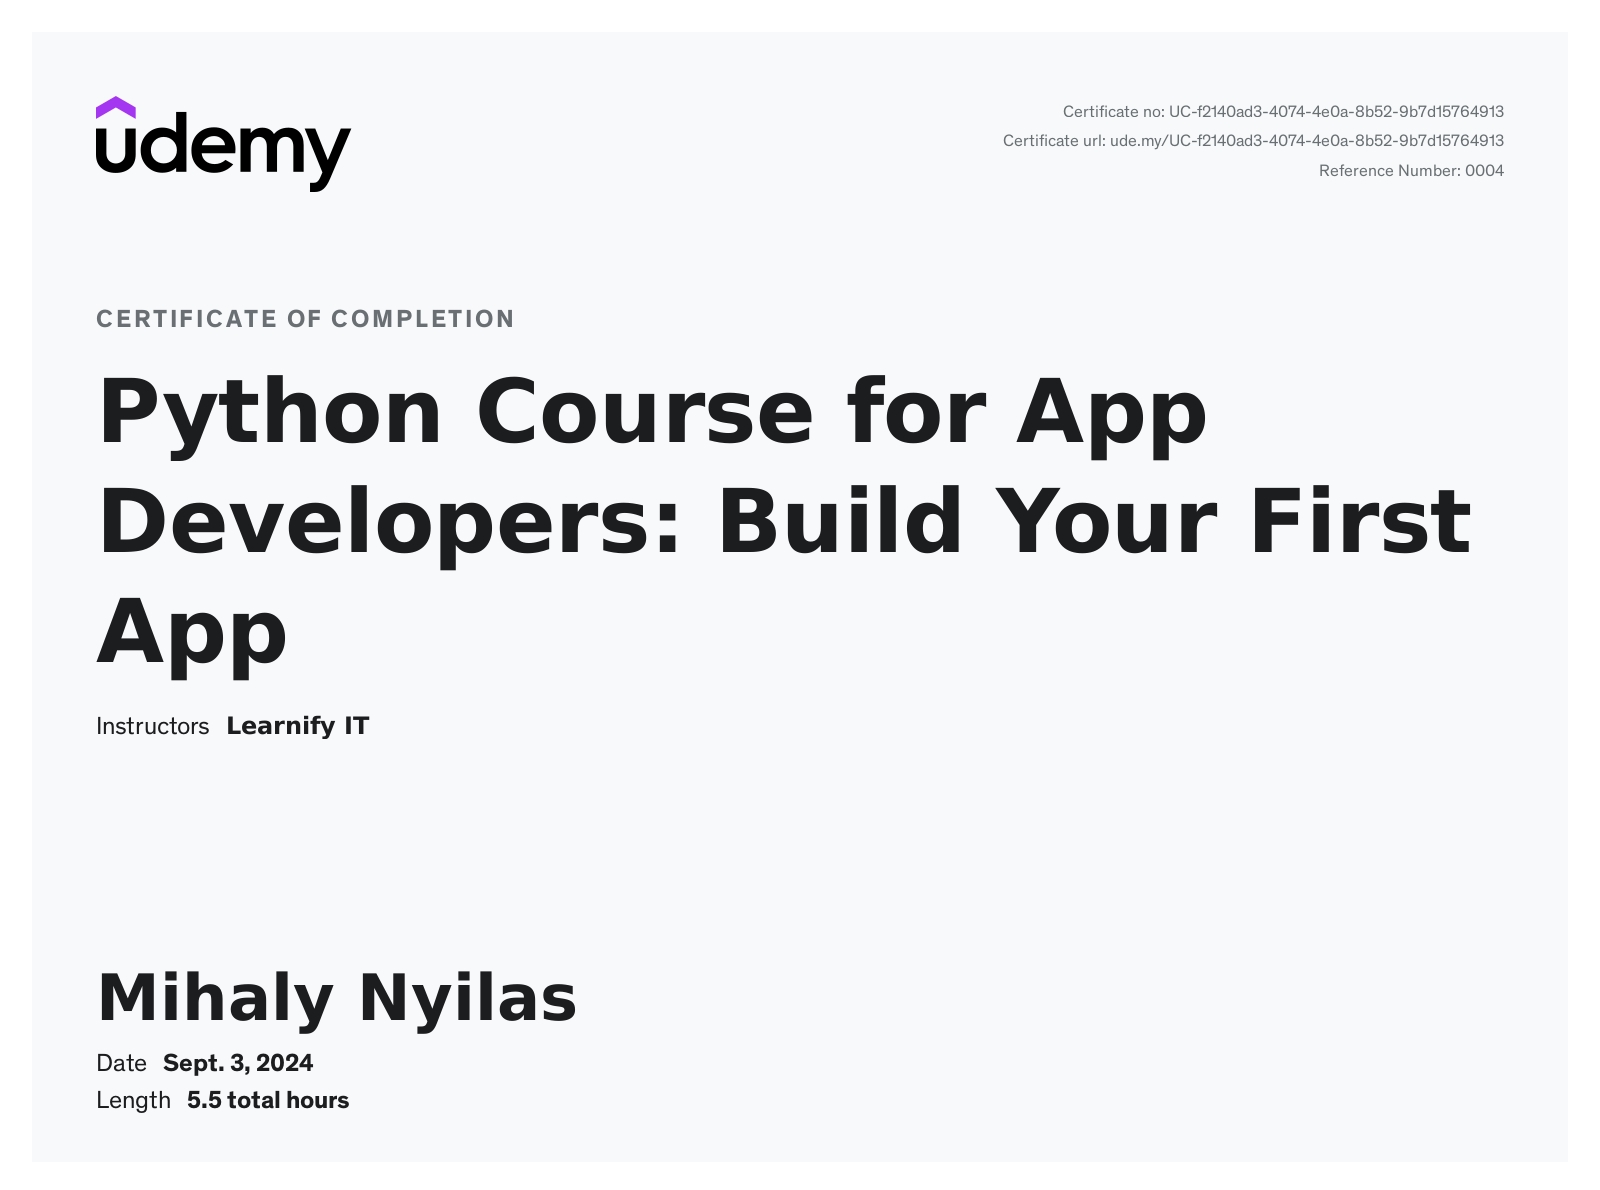 udemy
Certificate no: UC-f2140ad3-4074-4e0a-8b52-9b7d15764913
Certificate url: ude.my/UC-f2140ad3-4074-4e0a-8b52-9b7d15764913
Reference Number: 0004
CERTIFICATE OF COMPLETION
Python Course for App
Developers: Build Your First
App
Instructors Learnify IT
Mihaly Nyilas
Date Sept. 3, 2024
Length 5.5 total hours